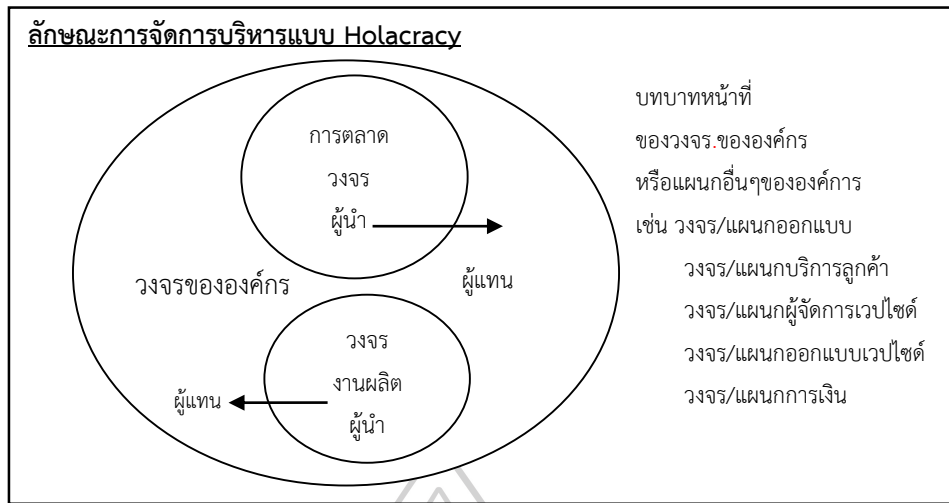 ลักษณะการจัดการบริหารแบบ Holacracy
การตลาด
วงจร
ผู้นำ
วงจรขององค์กร
ผู้แทน
วงจร
งานผลิต
ผู้นำ
ผู้แทน
บทบาทหน้าที่
ของวงจร.ขององค์กร
หรือแผนกอื่นๆขององค์การ
เช่น วงจร/แผนกออกแบบ
วงจร/แผนกบริการลูกค้า
วงจร/แผนกผู้จัดการเวปไซด์
วงจร/แผนกออกแบบเวปไซด์
วงจร/แผนกการเงิน